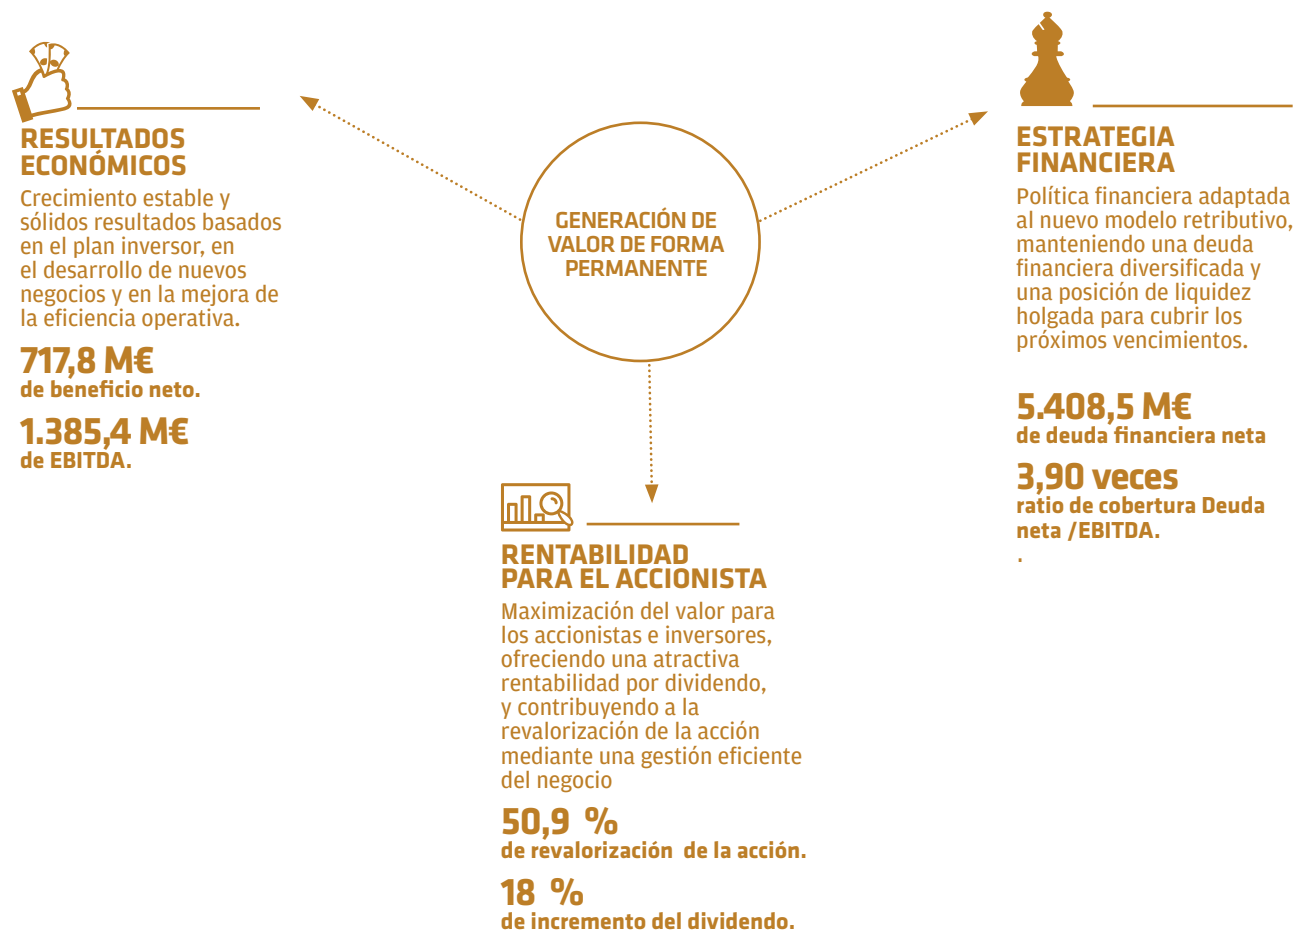 RESULTADOS
ECONÓMICOS
Crecimiento estable y
sólidos resultados basados
en el plan inversor, en
el desarrollo de nuevos
negocios y en la mejora de
la eficiencia operativa.
717,8 M€
de beneficio neto.
1.385,4 M€
de EBITDA.
GENERACIÓN DE
VALOR DE FORMA
PERMANENTE
RENTABILIDAD
PARA EL ACCIONISTA
Maximización del valor para
los accionistas e inversores,
ofreciendo una atractiva
rentabilidad por dividendo,
y contribuyendo a la
revalorización de la acción
mediante una gestión eficiente
del negocio
50,9 %
de revalorización de la acción.
18 %
de incremento del dividendo.
ESTRATEGIA
FINANCIERA
Política financiera adaptada
al nuevo modelo retributivo,
manteniendo una deuda
financiera diversificada y
una posición de liquidez
holgada para cubrir los
próximos vencimientos.
5.408,5 M€
de deuda financiera neta
3,90 veces
ratio de cobertura Deuda
neta /EBITDA.
.